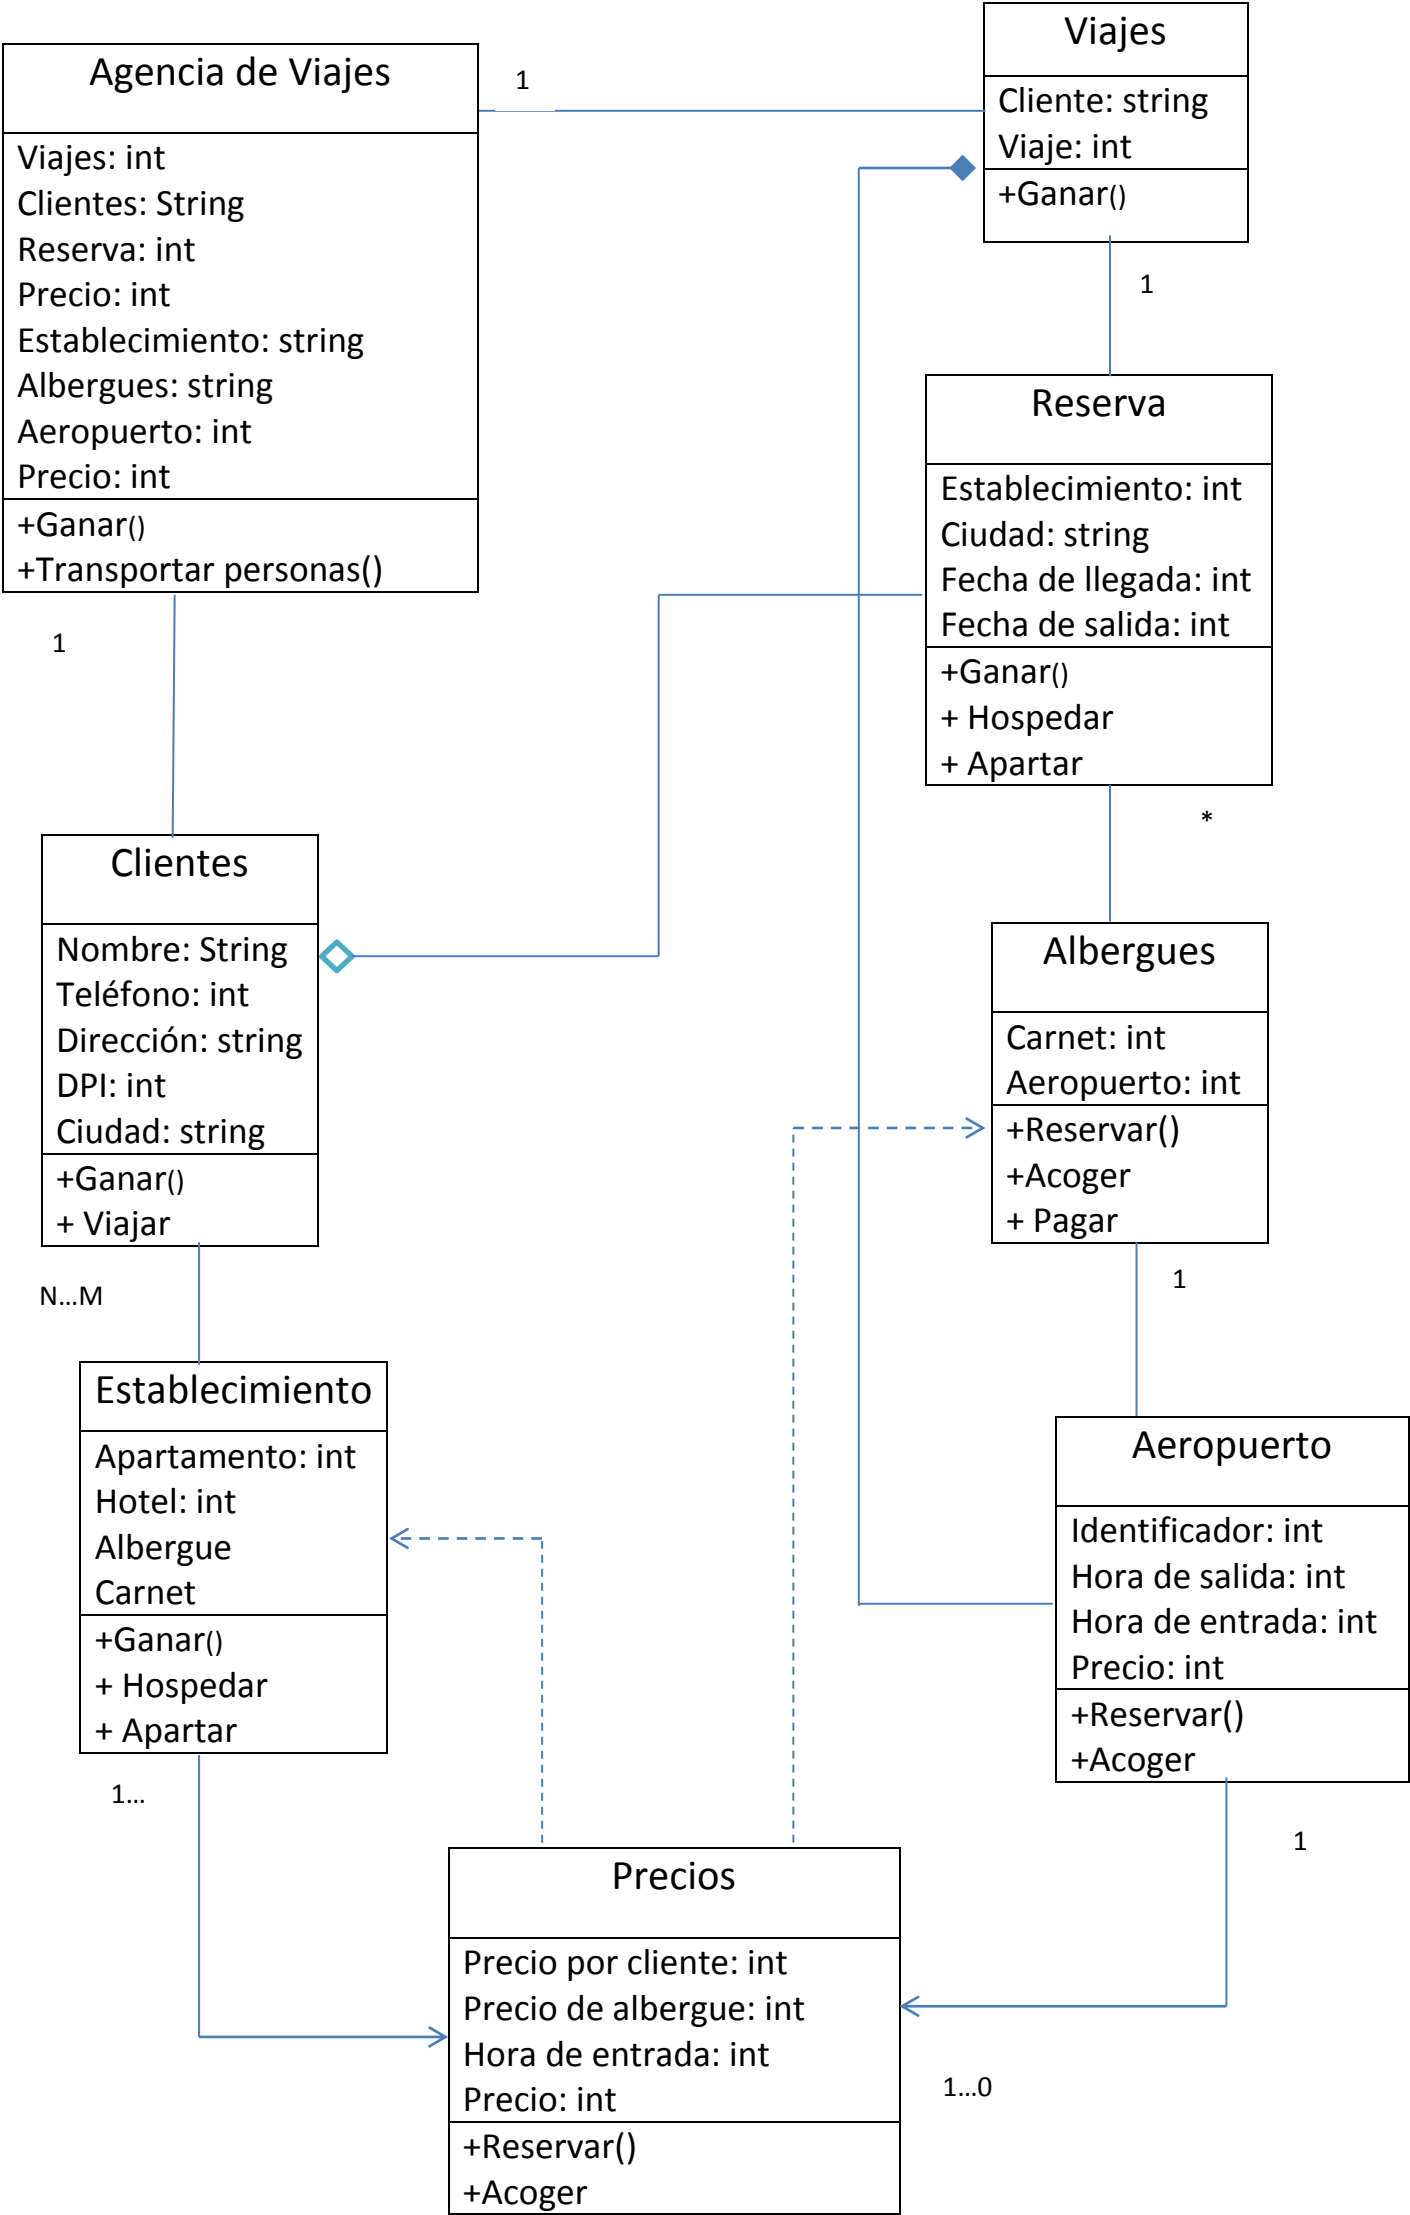 Agencia de Viajes
Viajes: int
Clientes: String
Reserva: int
Precio: int
Establecimiento: string
Albergues: string
Aeropuerto: int
Precio: int
+Ganar()
+Transportar personas()
1
Viajes
Cliente: string
Viaje: int
+Ganar()
1
Reserva
Establecimiento: int
Ciudad: string
Fecha de llegada: int
Fecha de salida: int
+Ganar()
+ Hospedar
+ Apartar
1
*
Clientes
Nombre: String
Teléfono: int
Dirección: string
DPI: int
Ciudad: string
+Ganar()
+ Viajar
Albergues
Carnet: int
Aeropuerto: int
+Reservar()
+Acoger
+ Pagar
1
N...M
Establecimiento
Apartamento: int
Hotel: int
Albergue
Carnet
+Ganar()
+ Hospedar
+ Apartar
1...
Aeropuerto
Identificador: int
Hora de salida: int
Hora de entrada: int
Precio: int
+Reservar()
+Acoger
1
Precios
Precio por cliente: int
Precio de albergue: int
Hora de entrada: int
Precio: int
+Reservar()
+Acoger
1...0